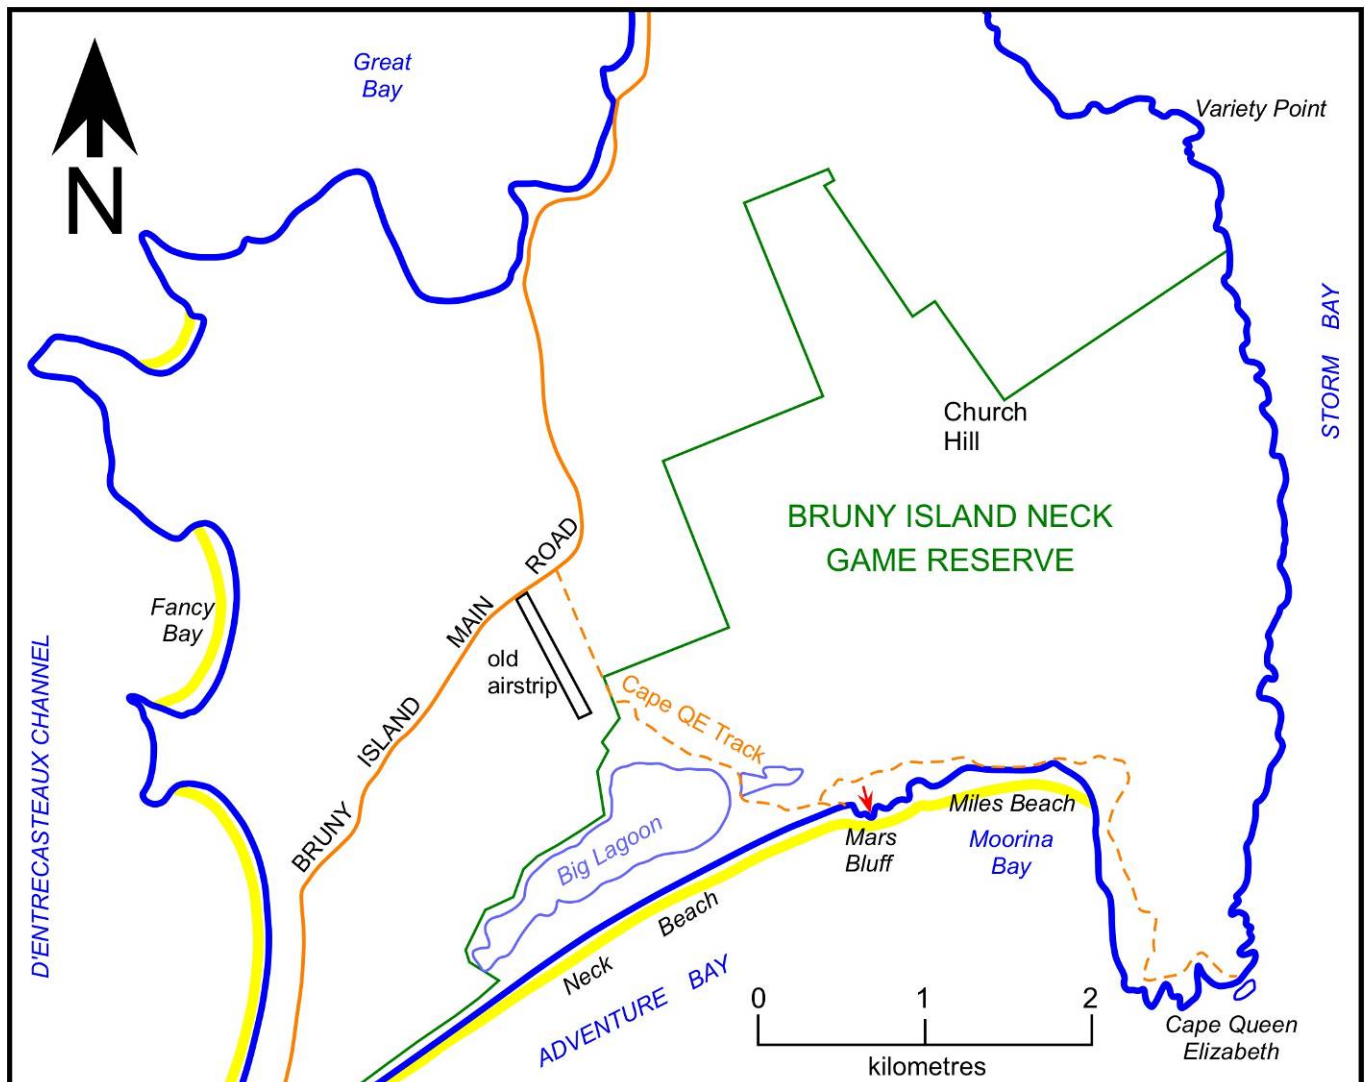 Great
Bay
Variety Point
N
STORM BAY
Church
Hill
BRUNY ISLAND NECK
GAME RESERVE
BRUNY ISLAND MAIN ROAD
Fancy
Bay
old
airstrip
D'ENTRECASTEAUX CHANNEL
Cape QE Track
Big Lagoon
Miles Beach
Mars
Bluff
Moorina
Bay
Neck Beach
ADVENTURE BAY
0 1 2
kilometres
Cape Queen
Elizabeth